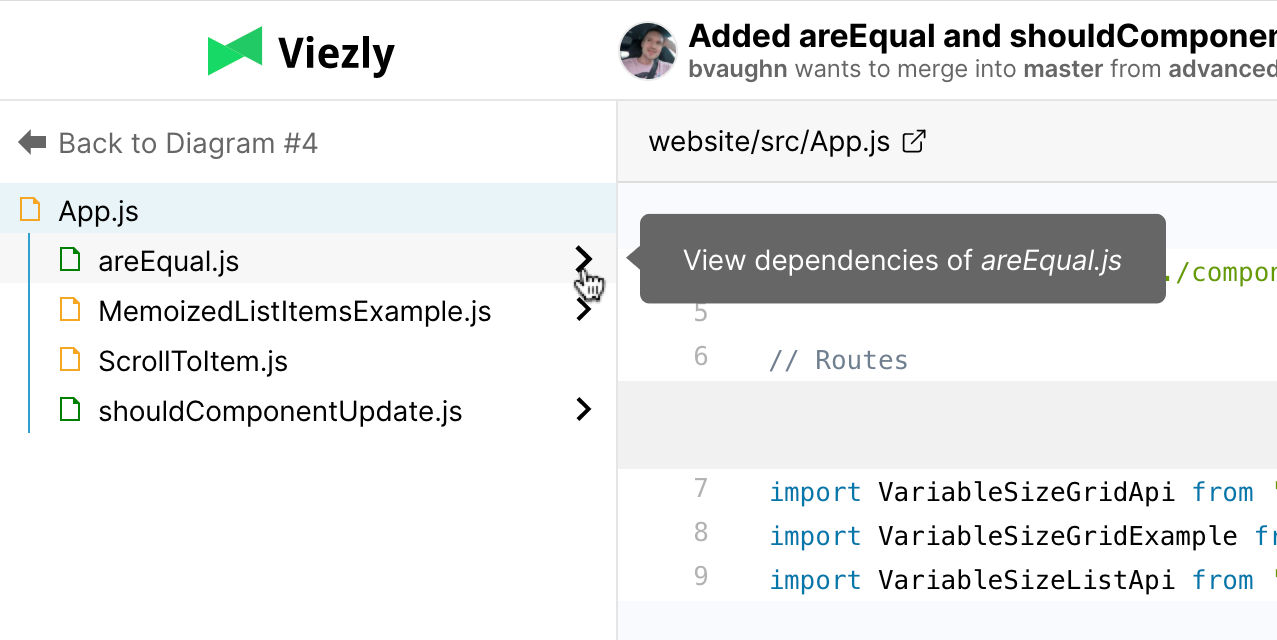 Viezly
Added areEqual and shouldComponen
bvaughn wants to merge into master from advanced
Back to Diagram #4
website/src/App.js
App.js
areEqual.js
View dependencies of areEqual.js
./compon
MemoizedListItemsExample.js
5
ScrollToItem.js
6 // Routes
shouldComponentUpdate.js
7 import VariableSizeGridApi from '
8 import VariableSizeGridExample fr
9 import VariableSizeListApi from '